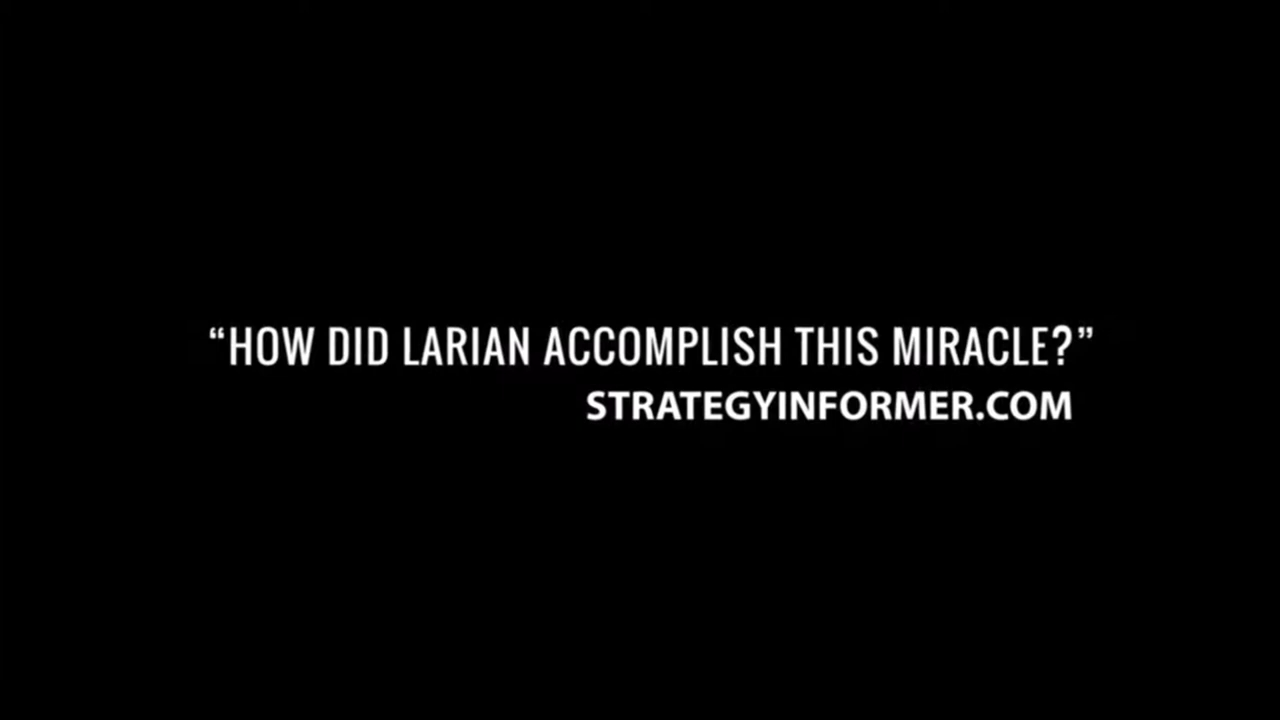 “HOW DID LARIAN ACCOMPLISH THIS MIRACLE?”
STRATEGYINFORMER.COM